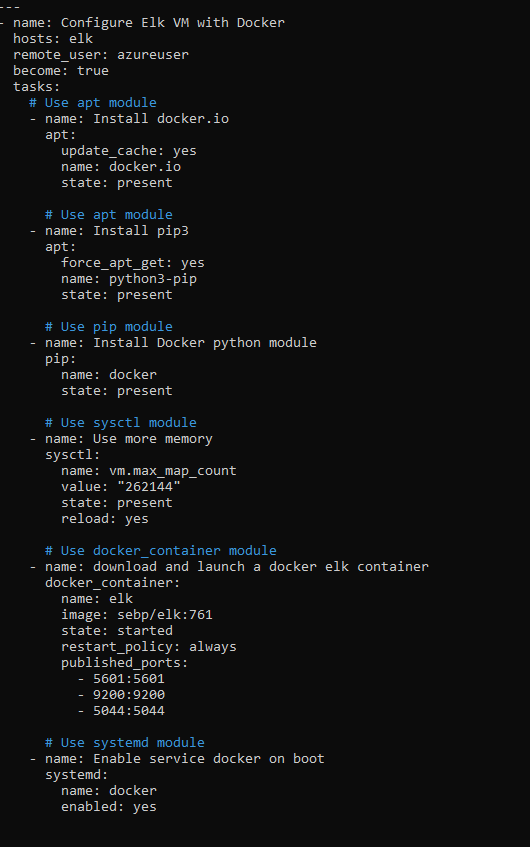 ---
- name: Configure Elk VM with Docker
  hosts: elk
  remote_user: azureuser
  become: true
  tasks:
    # Use apt module
    - name: Install docker.io
      apt:
        update_cache: yes
        name: docker.io
        state: present

      # Use apt module
    - name: Install pip3
      apt:
        force_apt_get: yes
        name: python3-pip
        state: present

      # Use pip module
    - name: Install Docker python module
      pip:
        name: docker
        state: present

      # Use sysctl module
    - name: Use more memory
      sysctl:
        name: vm.max_map_count
        value: "262144"
        state: present
        reload: yes

      # Use docker_container module
    - name: download and launch a docker elk container
      docker_container:
        name: elk
        image: sebp/elk:761
        state: started
        restart_policy: always
        published_ports:
          - 5601:5601
          - 9200:9200
          - 5044:5044

      # Use systemd module
    - name: Enable service docker on boot
      systemd:
        name: docker
        enabled: yes